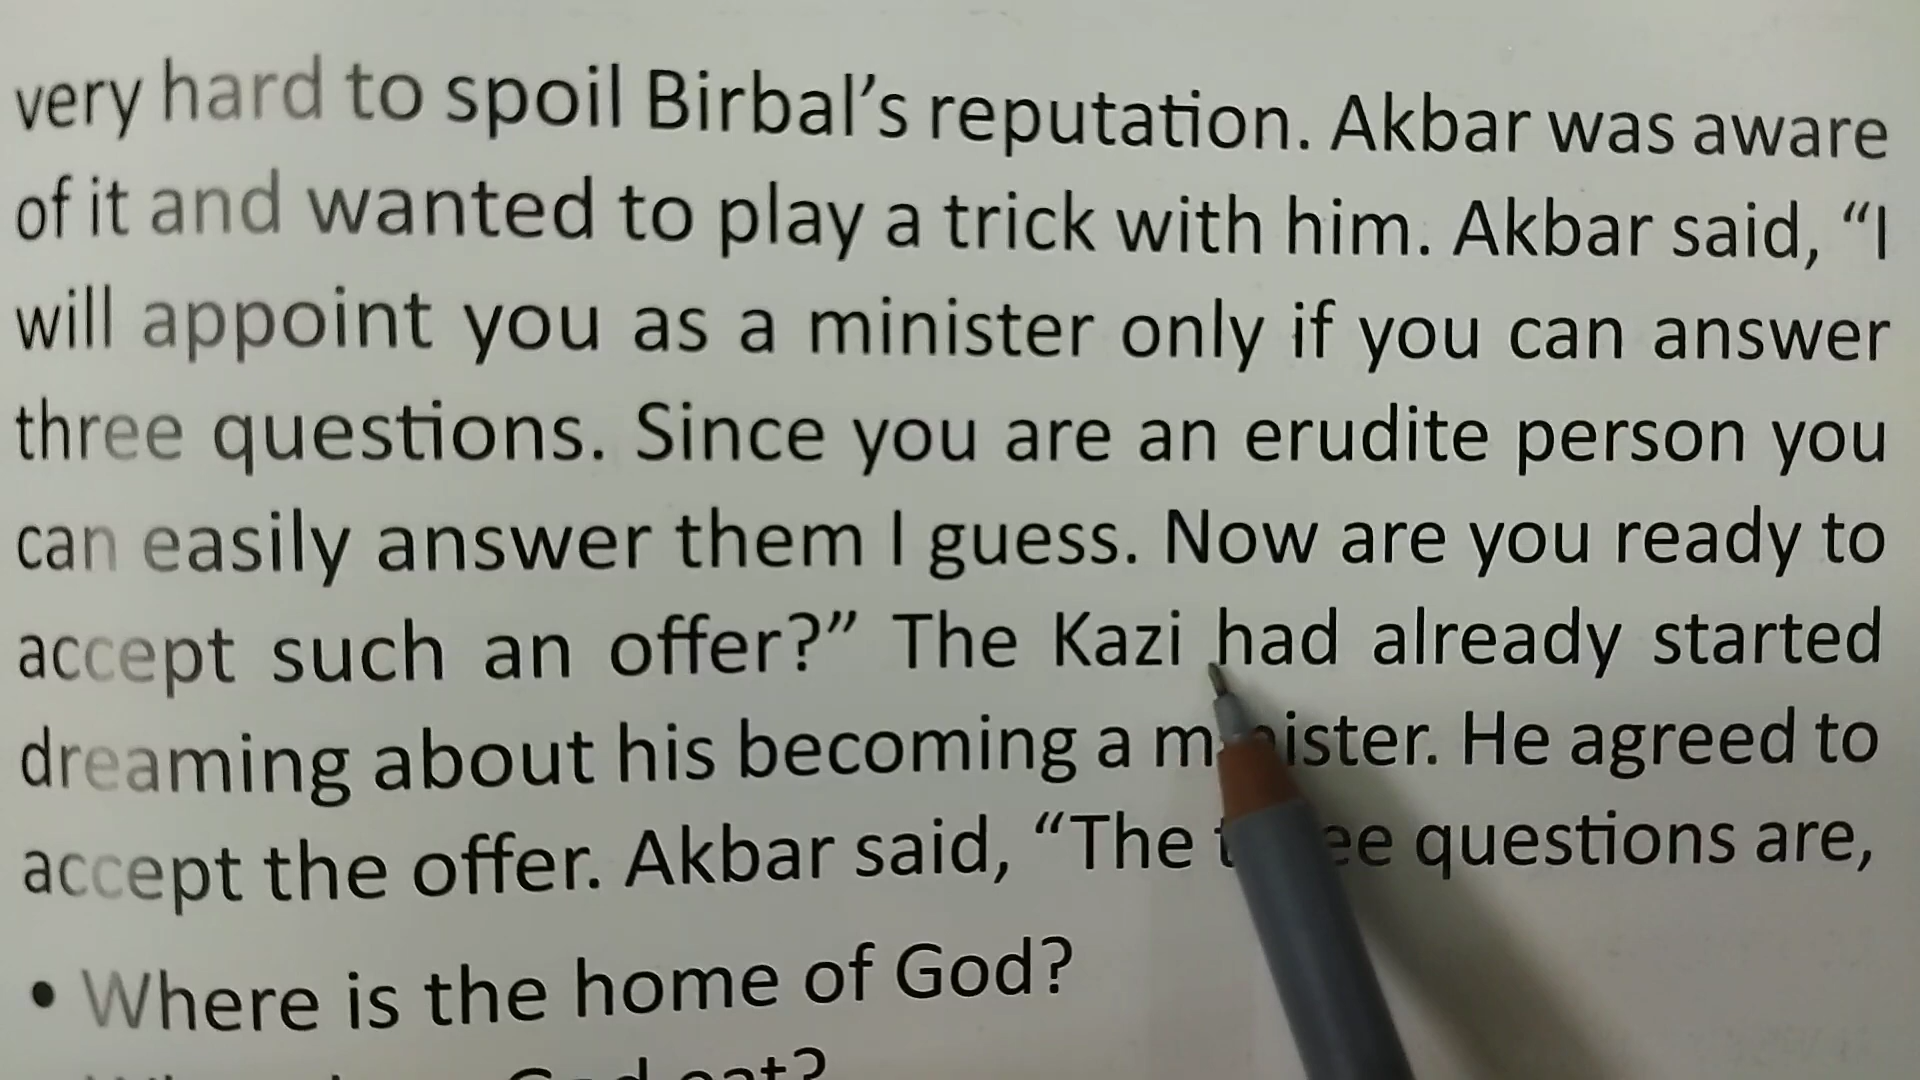 very hard to spoil Birbal’s reputation. Akbar was aware
of it and wanted to play a trick with him. Akbar said, “I
will appoint you as a minister only if you can answer
three questions. Since you are an erudite person you
can easily answer them I guess. Now are you ready to
accept such an offer?” The Kazi had already started
dreaming about his becoming a minister. He agreed to
accept the offer. Akbar said, “The three questions are,
• Where is the home of God?
God eat?